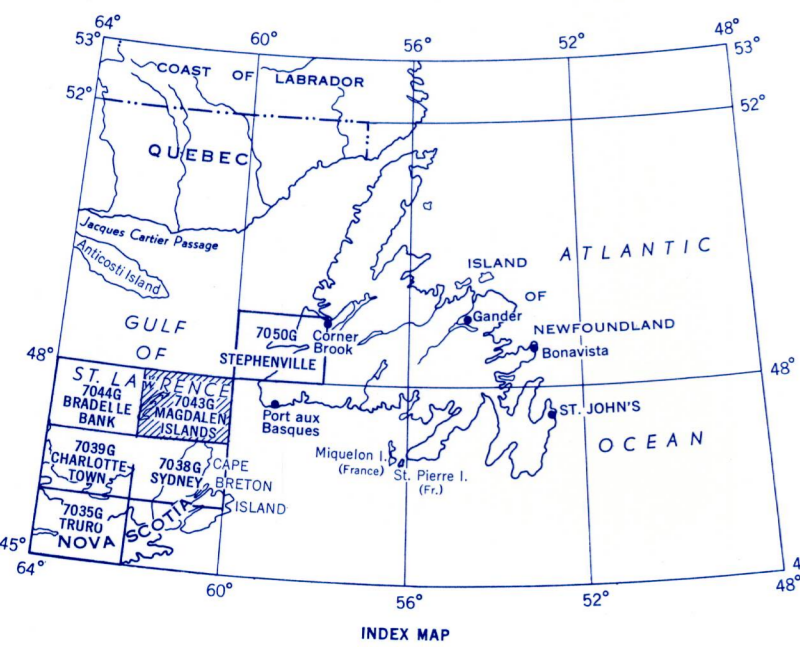 64°
60°
56°
52°
48°
53°
53°
COAST OF LABRADOR
52°
52°
QUEBEC
Jacques Cartier Passage
Anticosti Island
ATLANTIC
ISLAND
OF
NEWFOUNDLAND
Gander
Bonavista
GULF
OF
ST. LAWRENCE
7050G
STEPHENVILLE
Corner
Brook
48°
48°
7044G
BRADELLE
BANK
7043G
MAGDALEN
ISLANDS
Port aux
Basques
ST. JOHN'S
OCEAN
Miquelon I.
(France)
St. Pierre I.
(Fr.)
7039G
CHARLOTTE-
TOWN
7038G
SYDNEY
CAPE
BRETON
ISLAND
7035G
TRURO
NOVA SCOTIA
45°
64°
60°
56°
52°
4
48°
INDEX MAP